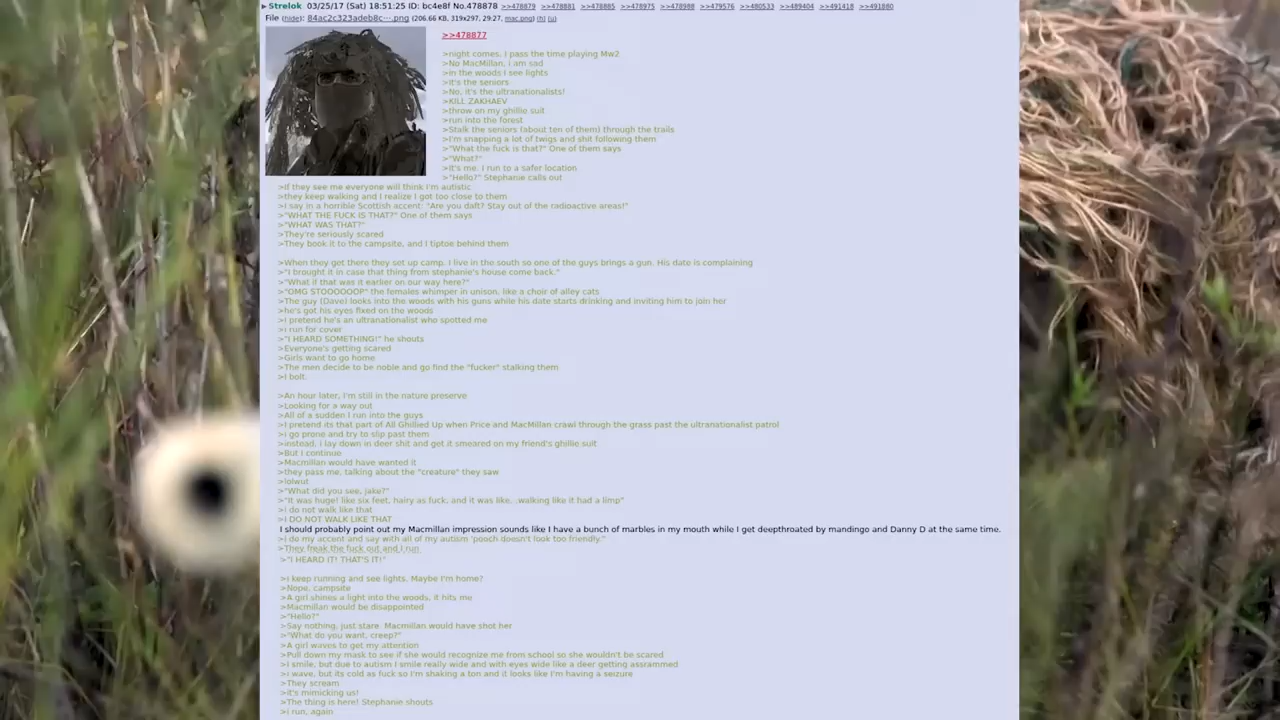 ▶ Strelok 03/25/17 (Sat) 18:51:25 ID: bc4e8f No.478878 >>478879 >>478881 >>478885 >>478975 >>478988 >>479576 >>480533 >>489404 >>491418 >>491880
File (hide): 84ac2c323adeb8c⋯.png (206.66 KB, 319x297, 29:27, mac.png) (h) (u)
>>478877
>night comes, I pass the time playing Mw2
>No MacMillan, i am sad
>in the woods I see lights
>it's the seniors
>No, it's the ultranationalists!
>KILL ZAKHAEV
>throw on my ghillie suit
>run into the forest
>Stalk the seniors (about ten of them) through the trails
>I'm snapping a lot of twigs and shit following them
>"What the fuck is that?" One of them says
>"What?"
>It's me. I run to a safer location
>"Hello?" Stephanie calls out
>If they see me everyone will think I'm autistic
>they keep walking and I realize I got too close to them
>I say in a horrible Scottish accent: "Are you daft? Stay out of the radioactive areas!"
>"WHAT THE FUCK IS THAT?" One of them says
>"WHAT WAS THAT?"
>They're seriously scared
>They book it to the campsite, and I tiptoe behind them
>When they get there they set up camp. I live in the south so one of the guys brings a gun. His date is complaining
>"I brought it in case that thing from stephanie's house come back."
>"What if that was it earlier on our way here?"
>"OMG STOOOOOOP" the females whimper in unison, like a choir of alley cats
>The guy (Dave) looks into the woods with his guns while his date starts drinking and inviting him to join her
>he's got his eyes fixed on the woods
>i pretend he's an ultranationalist who spotted me
>i run for cover
>"I HEARD SOMETHING!" he shouts
>Everyone's getting scared
>Girls want to go home
>The men decide to be noble and go find the "fucker" stalking them
>I bolt.
>An hour later, I'm still in the nature preserve
>Looking for a way out
>All of a sudden I run into the guys
>I pretend its that part of All Ghillied Up when Price and MacMillan crawl through the grass past the ultranationalist patrol
>i go prone and try to slip past them
>instead, i lay down in deer shit and get it smeared on my friend's ghillie suit
>But i continue
>Macmillan would have wanted it
>they pass me, talking about the "creature" they saw
>lolwut
>"What did you see, jake?"
>"It was huge! like six feet, hairy as fuck, and it was like. .walking like it had a limp"
>i do not walk like that
>I DO NOT WALK LIKE THAT
I should probably point out my Macmillan impression sounds like I have a bunch of marbles in my mouth while I get deepthroated by mandingo and Danny D at the same time.
>i do my accent and say with all of my autism 'pooch doesn't look too friendly."
>They freak the fuck out and I run
>"I HEARD IT! THAT'S IT!"
>i keep running and see lights. Maybe I'm home?
>Nope, campsite
>A girl shines a light into the woods, it hits me
>Macmillan would be disappointed
>"Hello?"
>Say nothing, just stare. Macmillan would have shot her
>"What do you want, creep?"
>A girl waves to get my attention
>Pull down my mask to see if she would recognize me from school so she wouldn't be scared
>I smile, but due to autism I smile really wide and with eyes wide like a deer getting assrammed
>i wave, but its cold as fuck so I'm shaking a ton and it looks like I'm having a seizure
>They scream
>it's mimicking us!
>The thing is here! Stephanie shouts
>i run, again